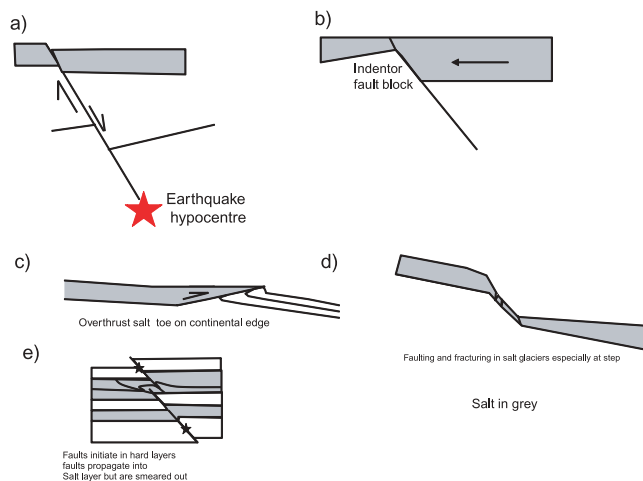 a)
b)
Indentor
fault block
Earthquake
hypocentre
c)
d)
Overthrust salt toe on continental edge
Faulting and fracturing in salt glaciers especially at step
e)
Salt in grey
Faults initiate in hard layers
faults propagate into
Salt layer but are smeared out